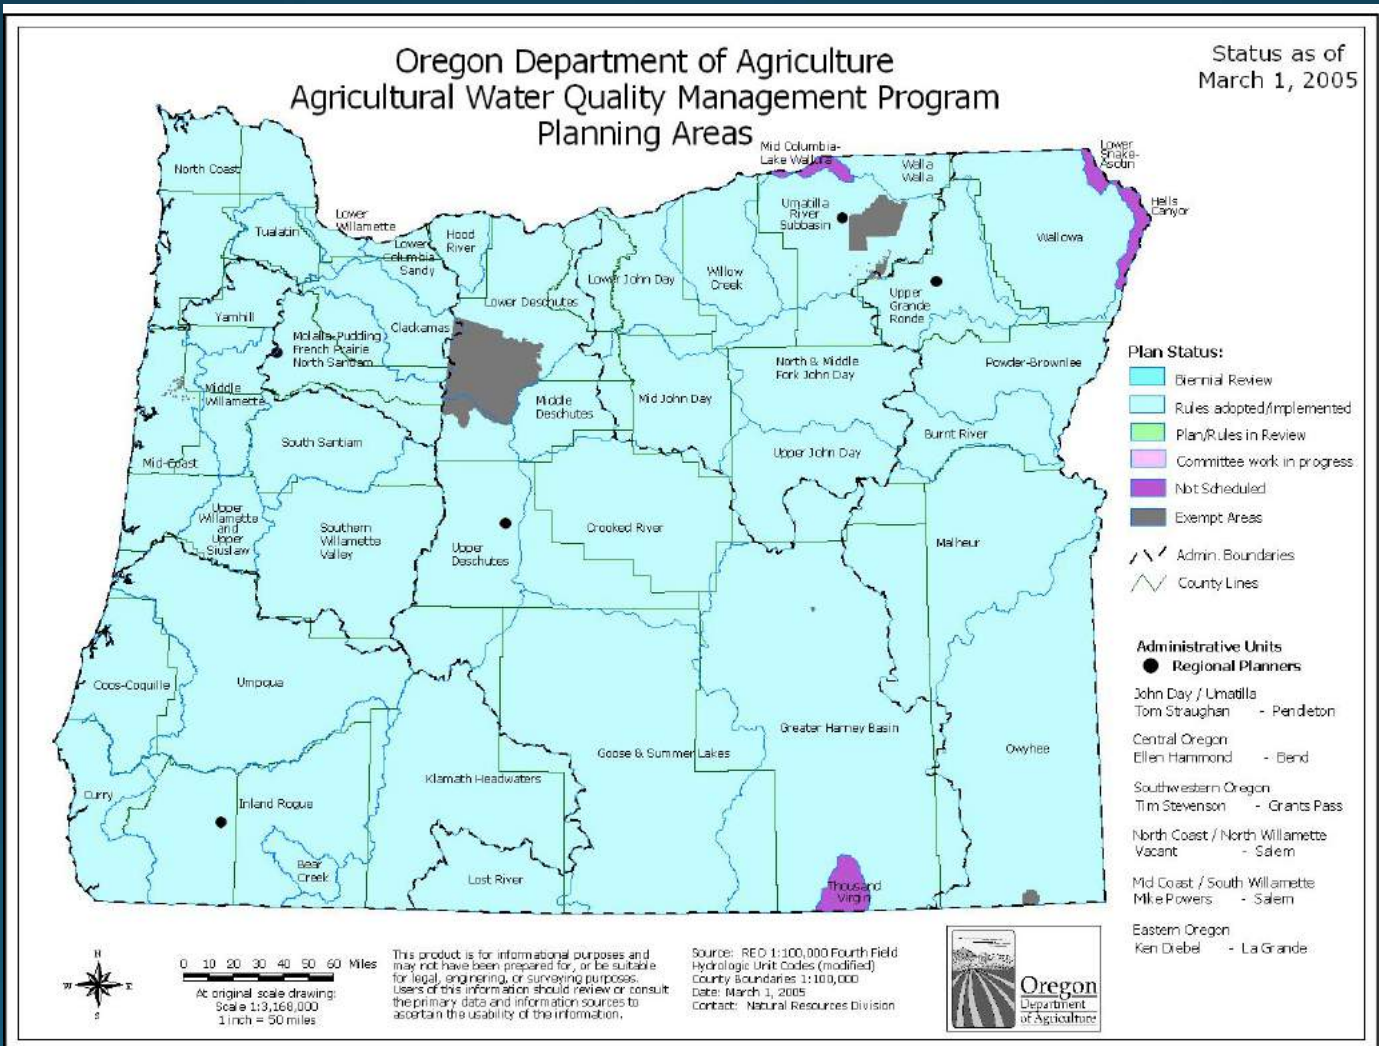 Oregon Department of Agriculture
Agricultural Water Quality Management Program
Planning Areas
Status as of
March 1, 2005
Mid Columbia-
Lake Wallula
Walla
Walla
Lower
Snake-
Asotin
Hells
Canyon
North Coast
Lower
Willamette
Tualatin
Lower
Columbia
Sandy
Hood
River
Umatilla
River
Subbasin
Wallowa
Lower John Day
Willow
Creek
Lower Deschutes
Upper
Grande
Ronde
Yamhill
Clackamas
Molalla-Pudding
French Prairie
North Santiam
North & Middle
Fork John Day
Powder-Brownlee
Middle
Willamette
Middle
Deschutes
Mid John Day
South Santiam
Burnt River
Mid-Coast
Upper John Day
Upper
Willamette
and
Upper
Siuslaw
Southern
Willamette
Valley
Upper
Deschutes
Crooked River
Malheur
Coos-Coquille
Umpqua
Greater Harney Basin
Owyhee
Goose & Summer Lakes
Klamath Headwaters
Curry
Inland Rogue
Bear
Creek
Lost River
Thousand
Virgin
Plan Status:
Biennial Review
Rules adopted/implemented
Plan/Rules in Review
Committee work in progress
Not Scheduled
Exempt Areas
Admin. Boundaries
County Lines
Administrative Units
Regional Planners
John Day / Umatilla
Tom Straughan - Pendleton
Central Oregon
Ellen Hammond - Bend
Southwestern Oregon
Tim Stevenson - Grants Pass
North Coast / North Willamette
Vacant - Salem
Mid Coast / South Willamette
Mike Powers - Salem
Eastern Oregon
Ken Diebel - La Grande
N
W E
S
0 10 20 30 40 50 60 Miles
At original scale drawing:
Scale 1:3,168,000
1 inch = 50 miles
This product is for informational purposes and
may not have been prepared for, or be suitable
for legal, enginering, or surveying purposes.
Users of this information should review or consult
the primary data and information sources to
ascertain the usability of the information.
Source: REO 1:100,000 Fourth Field
Hydrologic Unit Codes (modified)
County Boundaries 1:100,000
Date: March 1, 2005
Contact: Natural Resources Division
Oregon
Department
of Agriculture